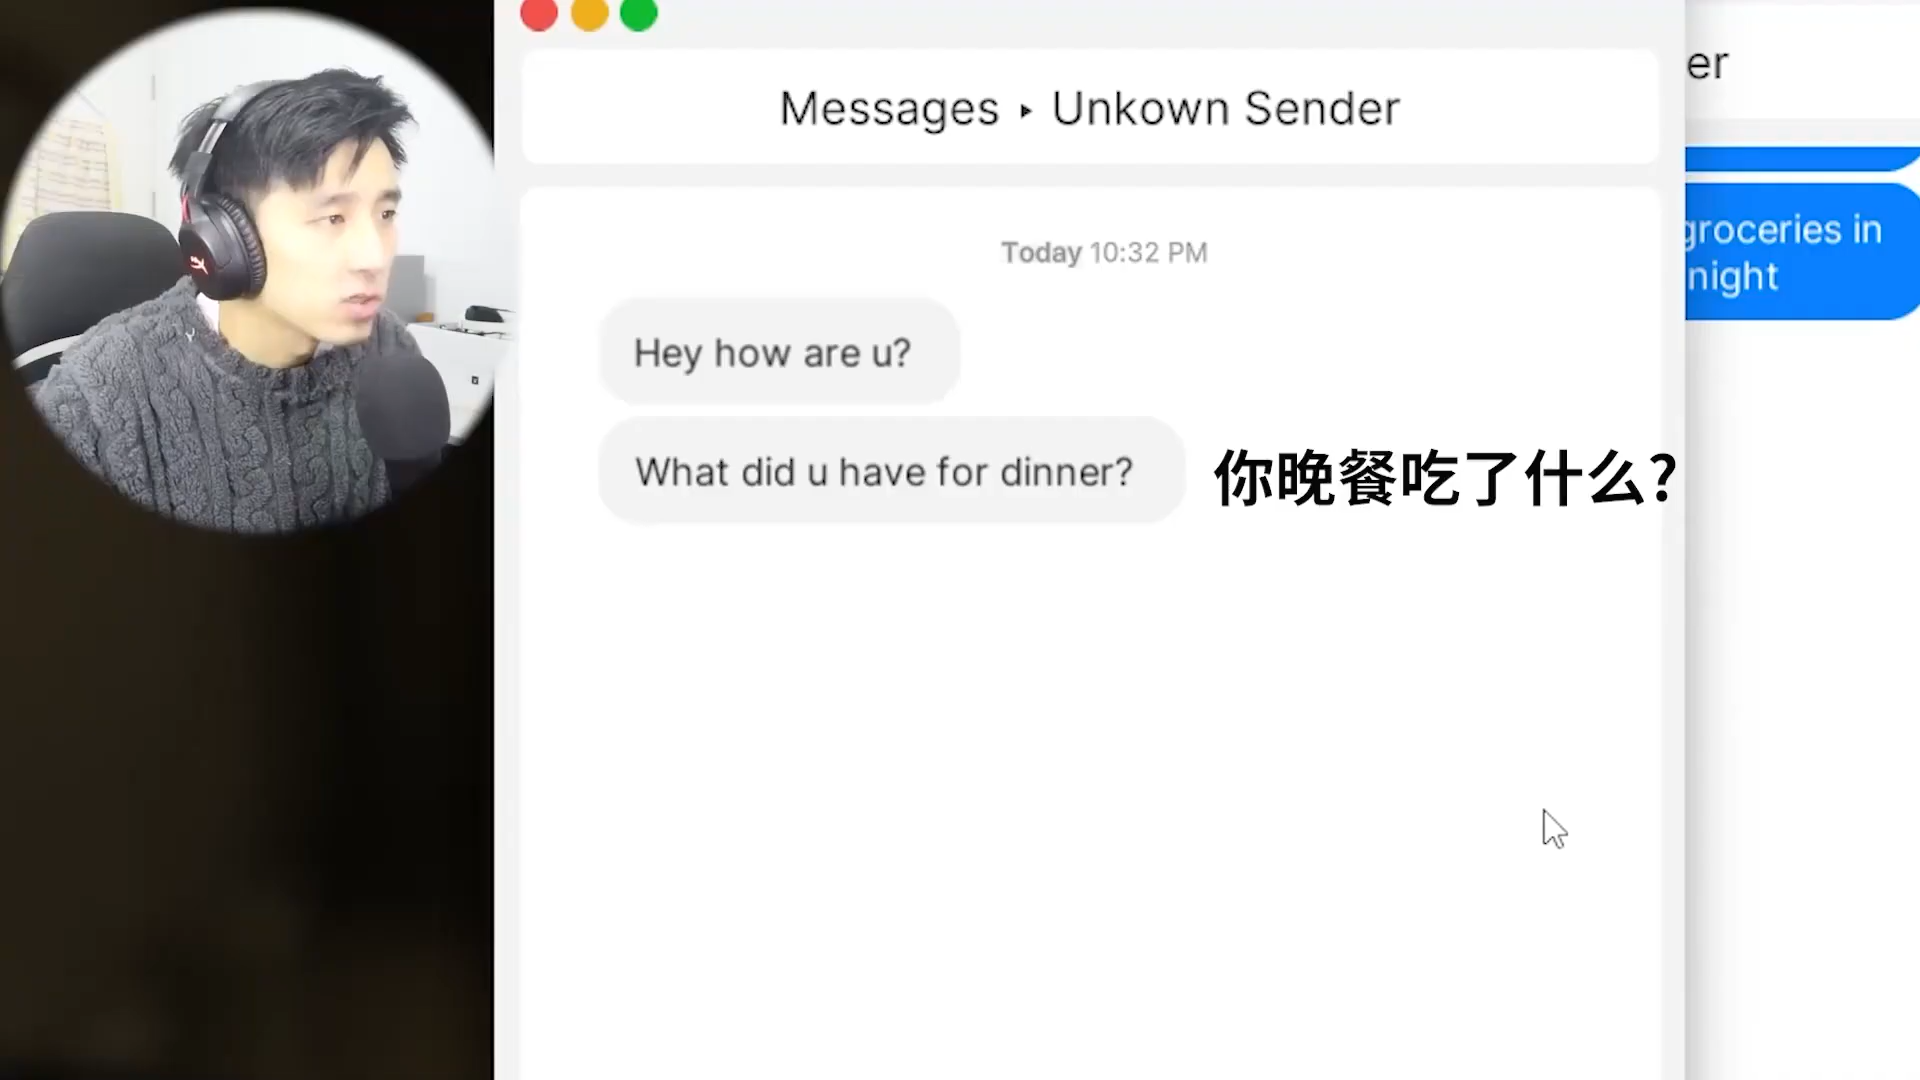 Messages ▸ Unkown Sender
Today 10:32 PM
Hey how are u?
What did u have for dinner?
你晚餐吃了什么?
er
groceries in
night